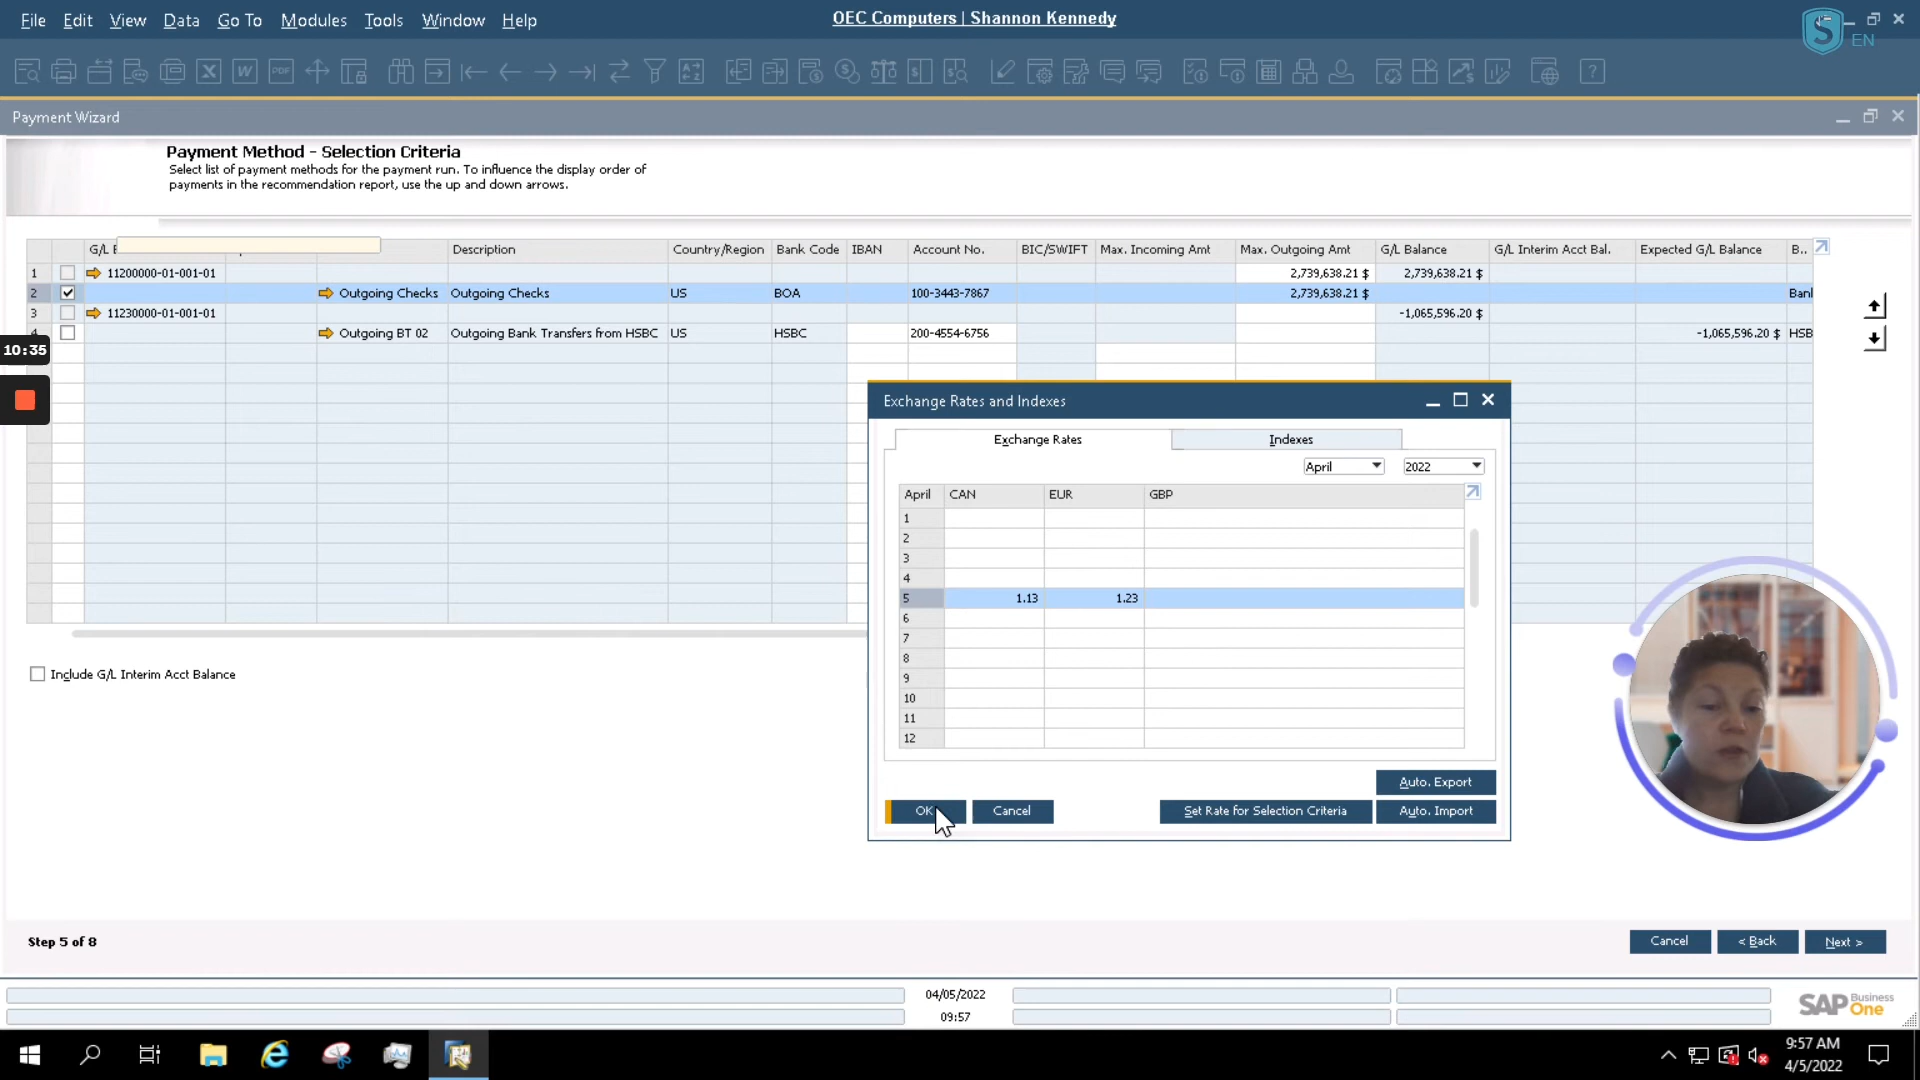 File Edit View Data Go To Modules Tools Window Help
OEC Computers | Shannon Kennedy
EN
Payment Wizard
Payment Method - Selection Criteria
Select list of payment methods for the payment run. To influence the display order of
payments in the recommendation report, use the up and down arrows.
Description Country/Region Bank Code IBAN Account No. BIC/SWIFT Max. Incoming Amt Max. Outgoing Amt G/L Balance G/L Interim Acct Bal. Expected G/L Balance B..
1 11200000-01-001-01 2,739,638.21 $ 2,739,638.21 $
2 Outgoing Checks Outgoing Checks US BOA 100-3443-7867 2,739,638.21 $ Banl
3 11230000-01-001-01 -1,065,596.20 $
Outgoing BT 02 Outgoing Bank Transfers from HSBC US HSBC 200-4554-6756 -1,065,596.20 $ HSB
10:35
Exchange Rates and Indexes
Exchange Rates Indexes
April 2022
April CAN EUR GBP
1
2
3
4
5 1.13 1.23
6
7
8
9
10
11
12
Include G/L Interim Acct Balance
Auto. Export
OK Cancel Set Rate for Selection Criteria Auto. Import
Step 5 of 8
Cancel < Back Next >
04/05/2022
09:57
SAP Business One
9:57 AM
4/5/2022